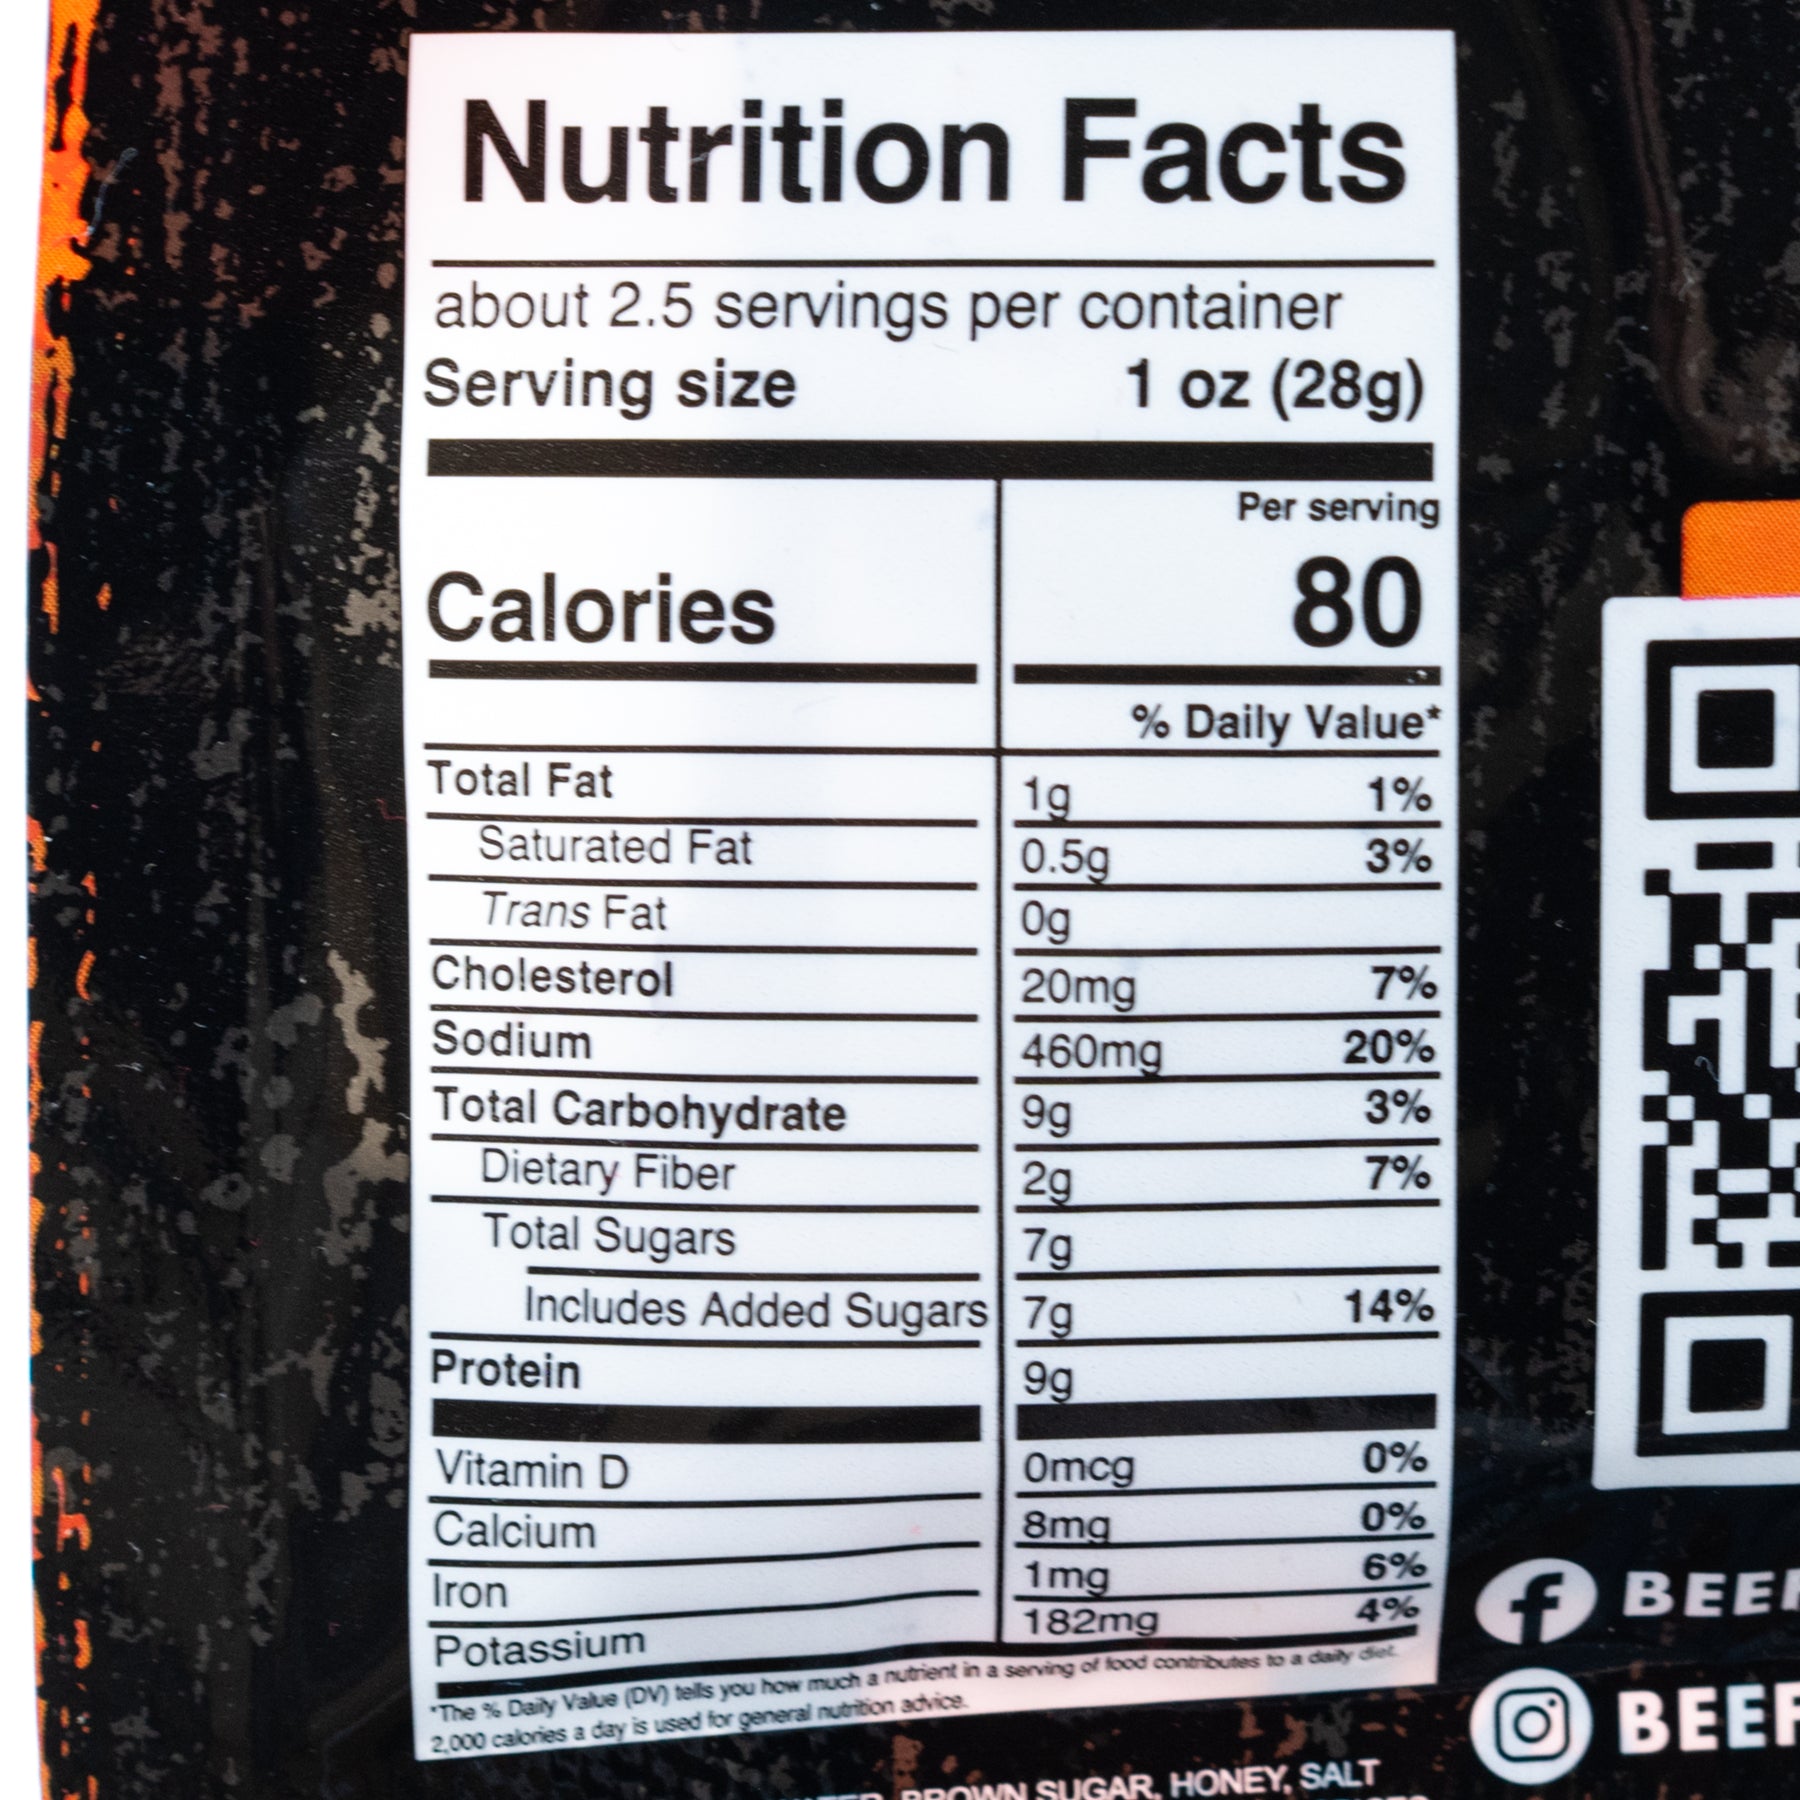 Nutrition Facts
about 2.5 servings per container
Serving size 1 oz (28g)
Per serving
Calories 80
% Daily Value*
Total Fat 1g 1%
Saturated Fat 0.5g 3%
Trans Fat 0g
Cholesterol 20mg 7%
Sodium 460mg 20%
Total Carbohydrate 9g 3%
Dietary Fiber 2g 7%
Total Sugars 7g
Includes Added Sugars 7g 14%
Protein 9g
Vitamin D 0mcg 0%
Calcium 8mg 0%
Iron 1mg 6%
Potassium 182mg 4%
*The % Daily Value (DV) tells you how much a nutrient in a serving of food contributes to a daily diet.
2,000 calories a day is used for general nutrition advice.
BROWN SUGAR, HONEY, SALT